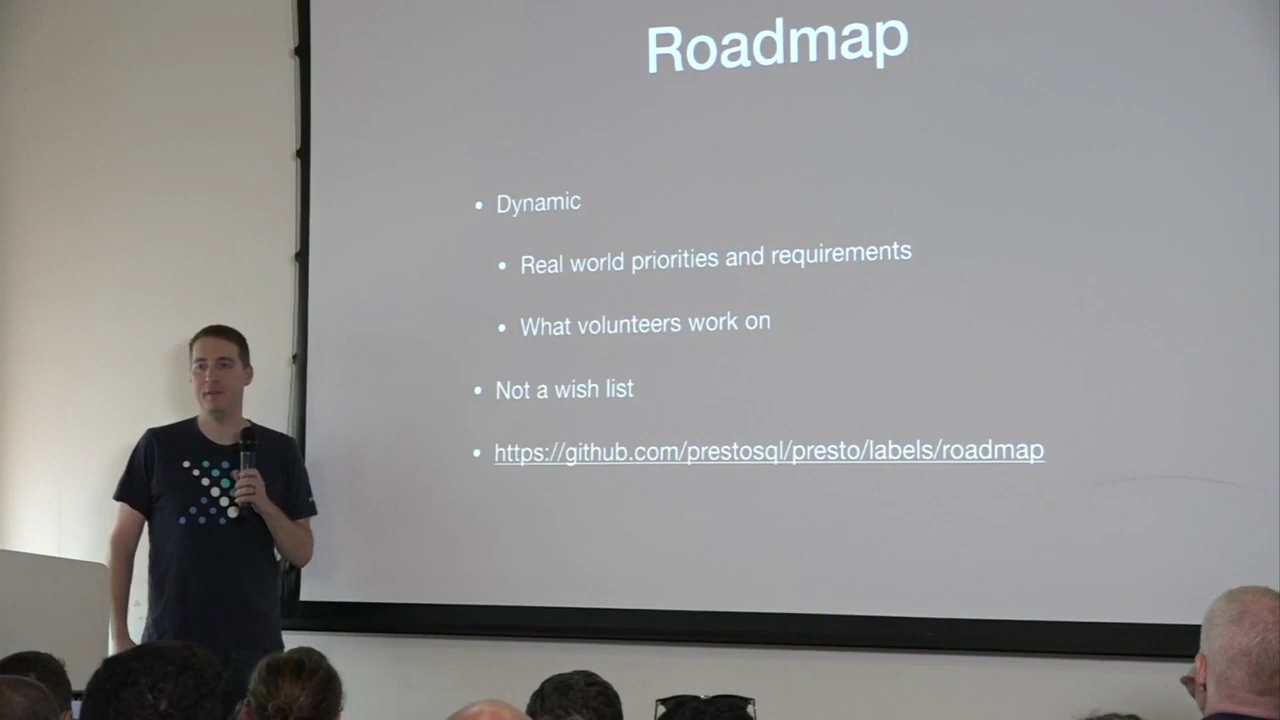 Roadmap
• Dynamic
• Real world priorities and requirements
• What volunteers work on
• Not a wish list
• https://github.com/prestosql/presto/labels/roadmap